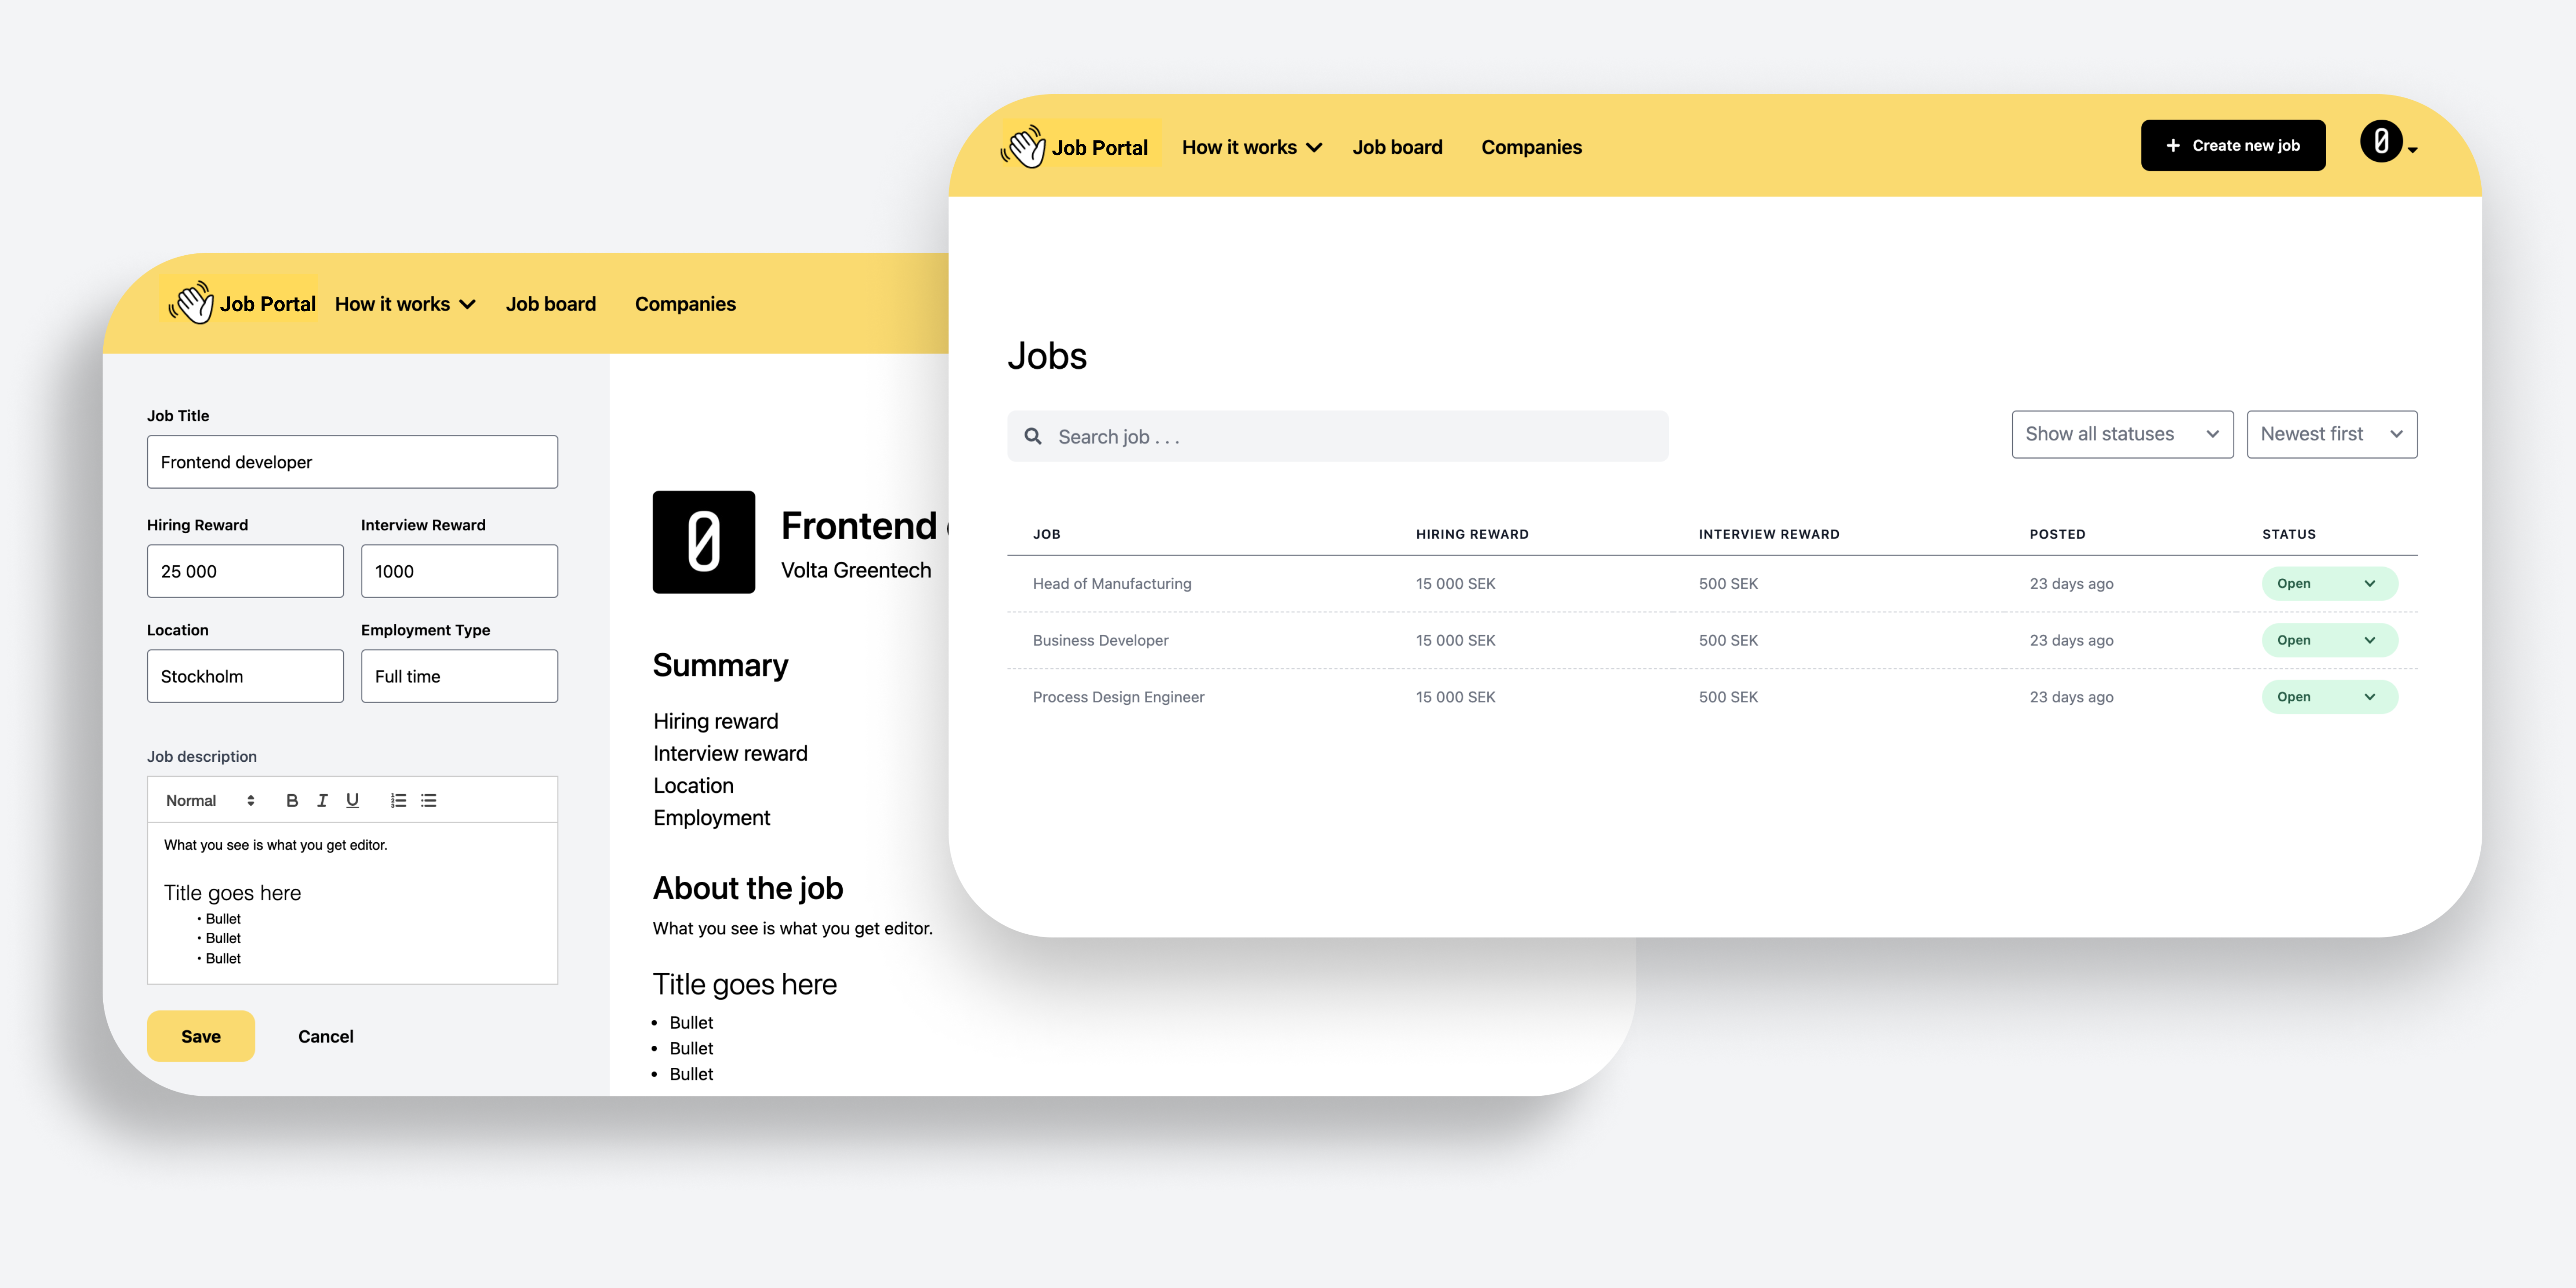 Job Portal How it works Job board Companies
Job Title
Frontend developer
Hiring Reward Interview Reward
25 000 1000
Location Employment Type
Stockholm Full time
Job description
Normal B I U
What you see is what you get editor.
Title goes here
• Bullet
• Bullet
• Bullet
Save Cancel
0
Frontend
Volta Greentech
Summary
Hiring reward
Interview reward
Location
Employment
About the job
What you see is what you get editor.
Title goes here
• Bullet
• Bullet
• Bullet
Job Portal How it works Job board Companies + Create new job 0
Jobs
Search job . . . Show all statuses Newest first
JOB HIRING REWARD INTERVIEW REWARD POSTED STATUS
Head of Manufacturing 15 000 SEK 500 SEK 23 days ago Open
Business Developer 15 000 SEK 500 SEK 23 days ago Open
Process Design Engineer 15 000 SEK 500 SEK 23 days ago Open